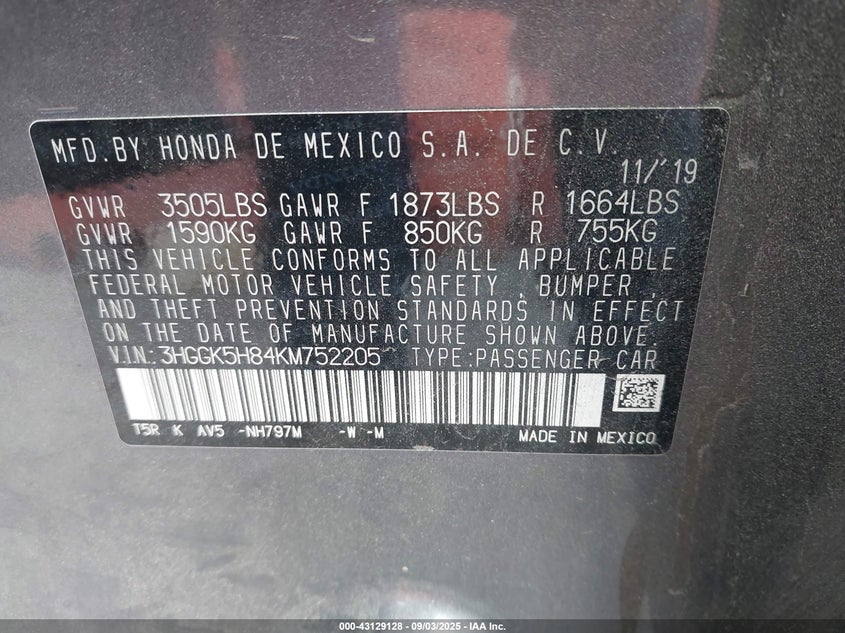 MFD.BY HONDA DE MEXICO S.A. DE C.V.
11/'19
GVWR 3505LBS GAWR F 1873LBS R 1664LBS
GVWR 1590KG GAWR F 850KG R 755KG
THIS VEHICLE CONFORMS TO ALL APPLICABLE
FEDERAL MOTOR VEHICLE SAFETY , BUMPER ,
AND THEFT PREVENTION STANDARDS IN EFFECT
ON THE DATE OF MANUFACTURE SHOWN ABOVE.
V.I.N: 3HGGK5H84KM752205 TYPE:PASSENGER CAR
T5R K AV5 -NH797M -W -M
MADE IN MEXICO
000-43129128 - 09/03/2025 - IAA Inc.